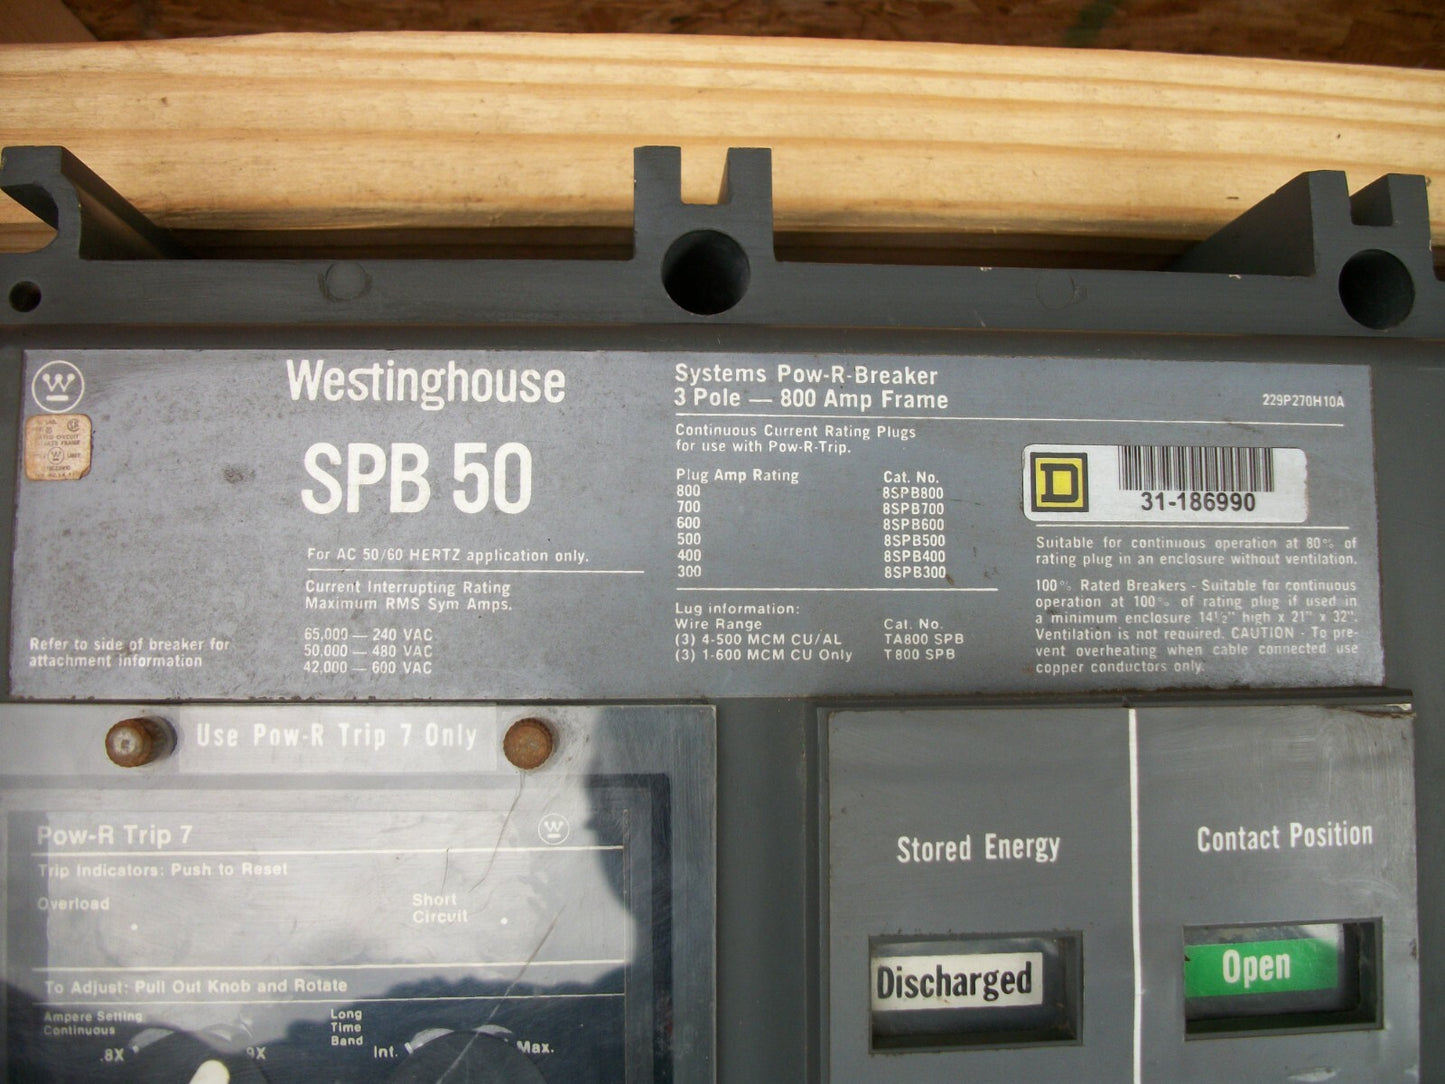 W
Westinghouse
SPB 50
For AC 50/60 HERTZ application only.
Current Interrupting Rating
Maximum RMS Sym Amps.
65,000 — 240 VAC
50,000 — 480 VAC
42,000 — 600 VAC
Refer to side of breaker for
attachment information
Systems Pow-R-Breaker
3 Pole — 800 Amp Frame
229P270H10A
Continuous Current Rating Plugs
for use with Pow-R-Trip.
Plug Amp Rating Cat. No.
800 8SPB800
700 8SPB700
600 8SPB600
500 8SPB500
400 8SPB400
300 8SPB300
Lug information:
Wire Range Cat. No.
(3) 4-500 MCM CU/AL TA800 SPB
(3) 1-600 MCM CU Only T800 SPB
D
31-186990
Suitable for continuous operation at 80% of
rating plug in an enclosure without ventilation.
100% Rated Breakers - Suitable for continuous
operation at 100% of rating plug if used in
a minimum enclosure 14½" high x 21" x 32".
Ventilation is not required. CAUTION - To pre-
vent overheating when cable connected use
copper conductors only.
Use Pow-R Trip 7 Only
Pow-R Trip 7
W
Trip Indicators: Push to Reset
Overload
Short
Circuit
To Adjust: Pull Out Knob and Rotate
Ampere Setting
Continuous
.8X
.9X
Long
Time
Band
Int.
Max.
Stored Energy
Discharged
Contact Position
Open